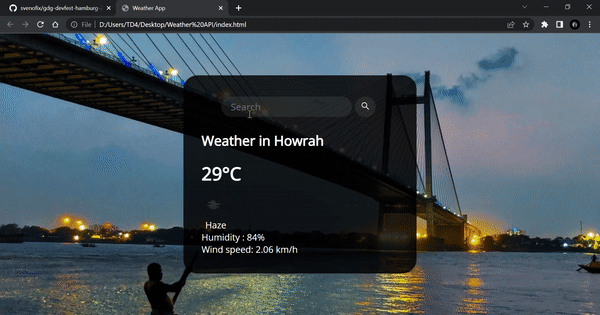 svenofix/gdg-devfest-hamburg
Weather App
File
D:/Users/TD4/Desktop/Weather%20API/index.html
Search
Weather in Howrah
29°C
Haze
Humidity : 84%
Wind speed: 2.06 km/h